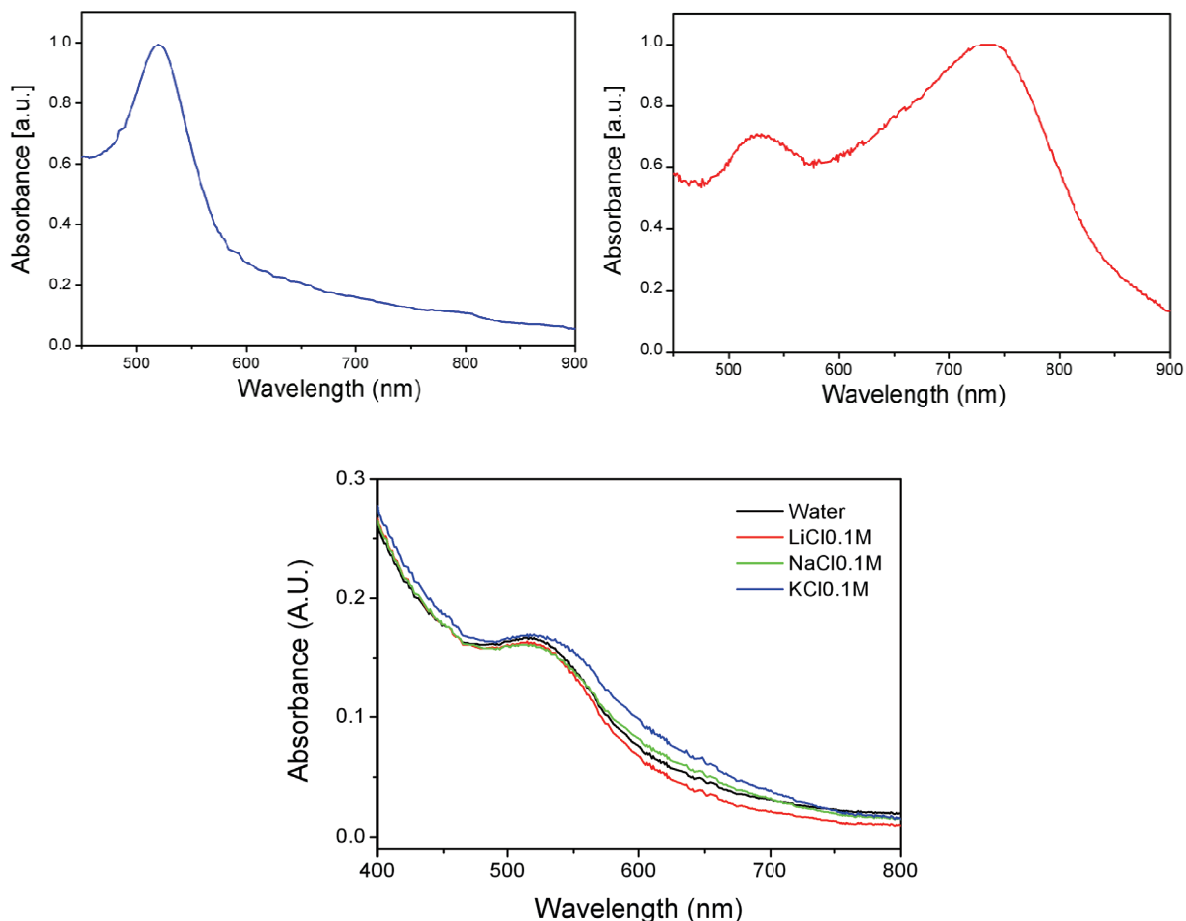 1.0
0.8
0.6
0.4
0.2
0.0
Absorbance [a.u.]
500 600 700 800 900
Wavelength (nm)
1.0
0.8
0.6
0.4
0.2
0.0
Absorbance [a.u.]
500 600 700 800 900
Wavelength (nm)
0.3
0.2
0.1
0.0
Absorbance (A.U.)
Water
LiCl0.1M
NaCl0.1M
KCl0.1M
400 500 600 700 800
Wavelength (nm)